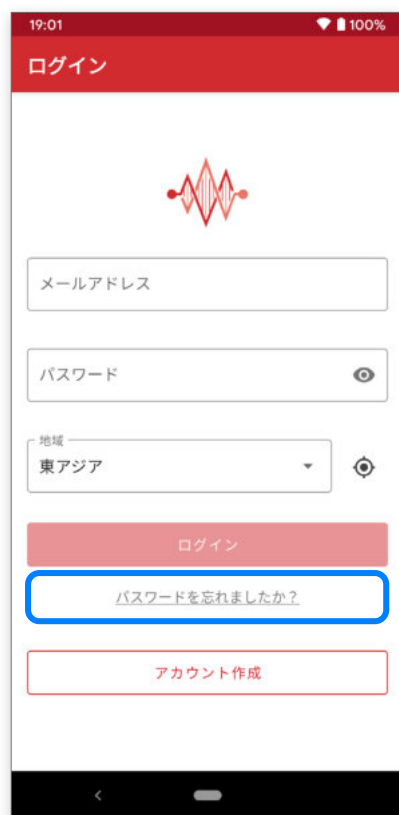 19:01 100%
ログイン
メールアドレス
パスワード
地域
東アジア
ログイン
パスワードを忘れましたか？
アカウント作成